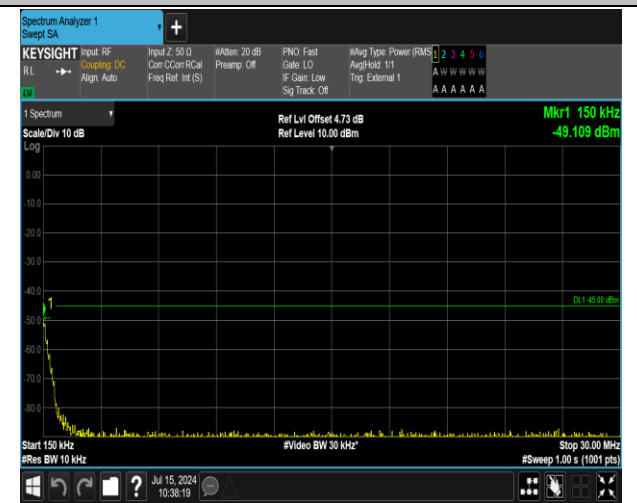 Spectrum Analyzer 1
Swept SA
KEYSIGHT
RL
Input: RF
Coupling: DC
Align: Auto
Input Z: 50 Ω
Corr CCorr RCal
Freq Ref: Int (S)
#Atten: 20 dB
Preamp: Off
PNO: Fast
Gate: LO
IF Gain: Low
Sig Track: Off
#Avg Type: Power (RMS
Avg|Hold: 1/1
Trig: External 1
1 2 3 4 5 6
A W W W W W
A A A A A A
1 Spectrum
Scale/Div 10 dB
Log
Ref Lvl Offset 4.73 dB
Ref Level 10.00 dBm
Mkr1 150 kHz
-49.109 dBm
0.00
-10.0
-20.0
-30.0
-40.0
1
DL1 -45.00 dBm
-50.0
-60.0
-70.0
-80.0
Start 150 kHz
#Res BW 10 kHz
#Video BW 30 kHz*
Stop 30.00 MHz
#Sweep 1.00 s (1001 pts)
?
Jul 15, 2024
10:38:19